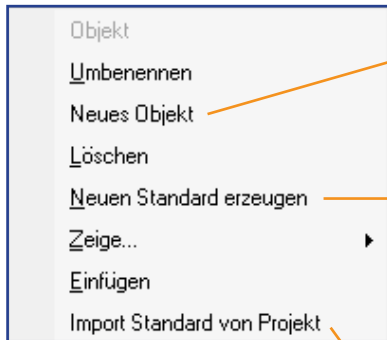 Objekt
Umbenennen
Neues Objekt
Löschen
Neuen Standard erzeugen
Zeige...
Einfügen
Import Standard von Projekt